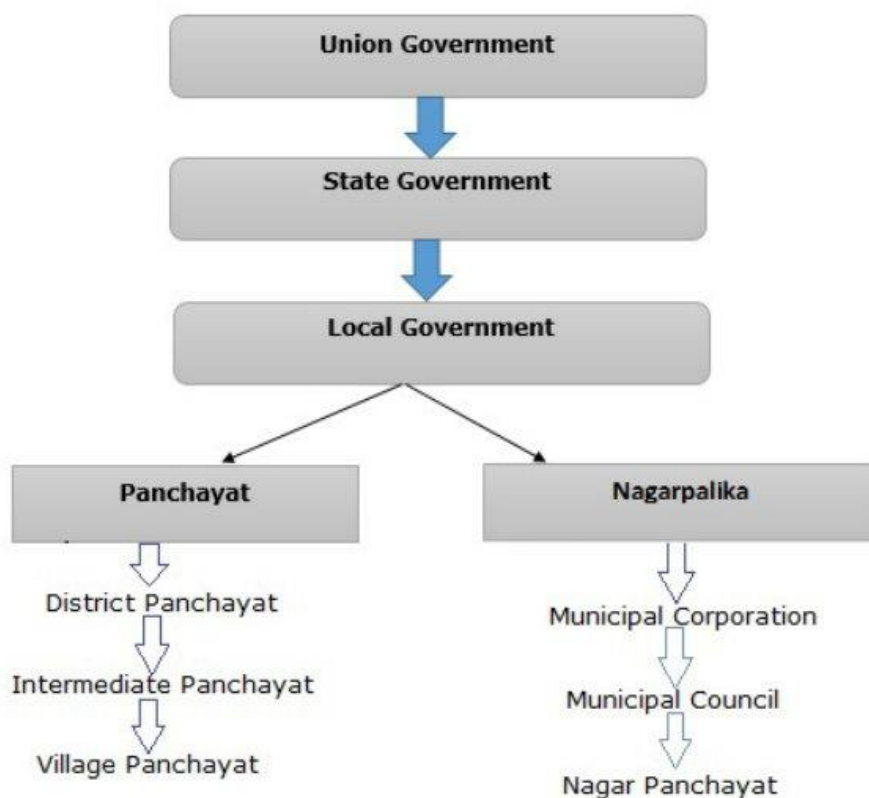 Union Government
State Government
Local Government
Panchayat
District Panchayat
Intermediate Panchayat
Village Panchayat
Nagarpalika
Municipal Corporation
Municipal Council
Nagar Panchayat